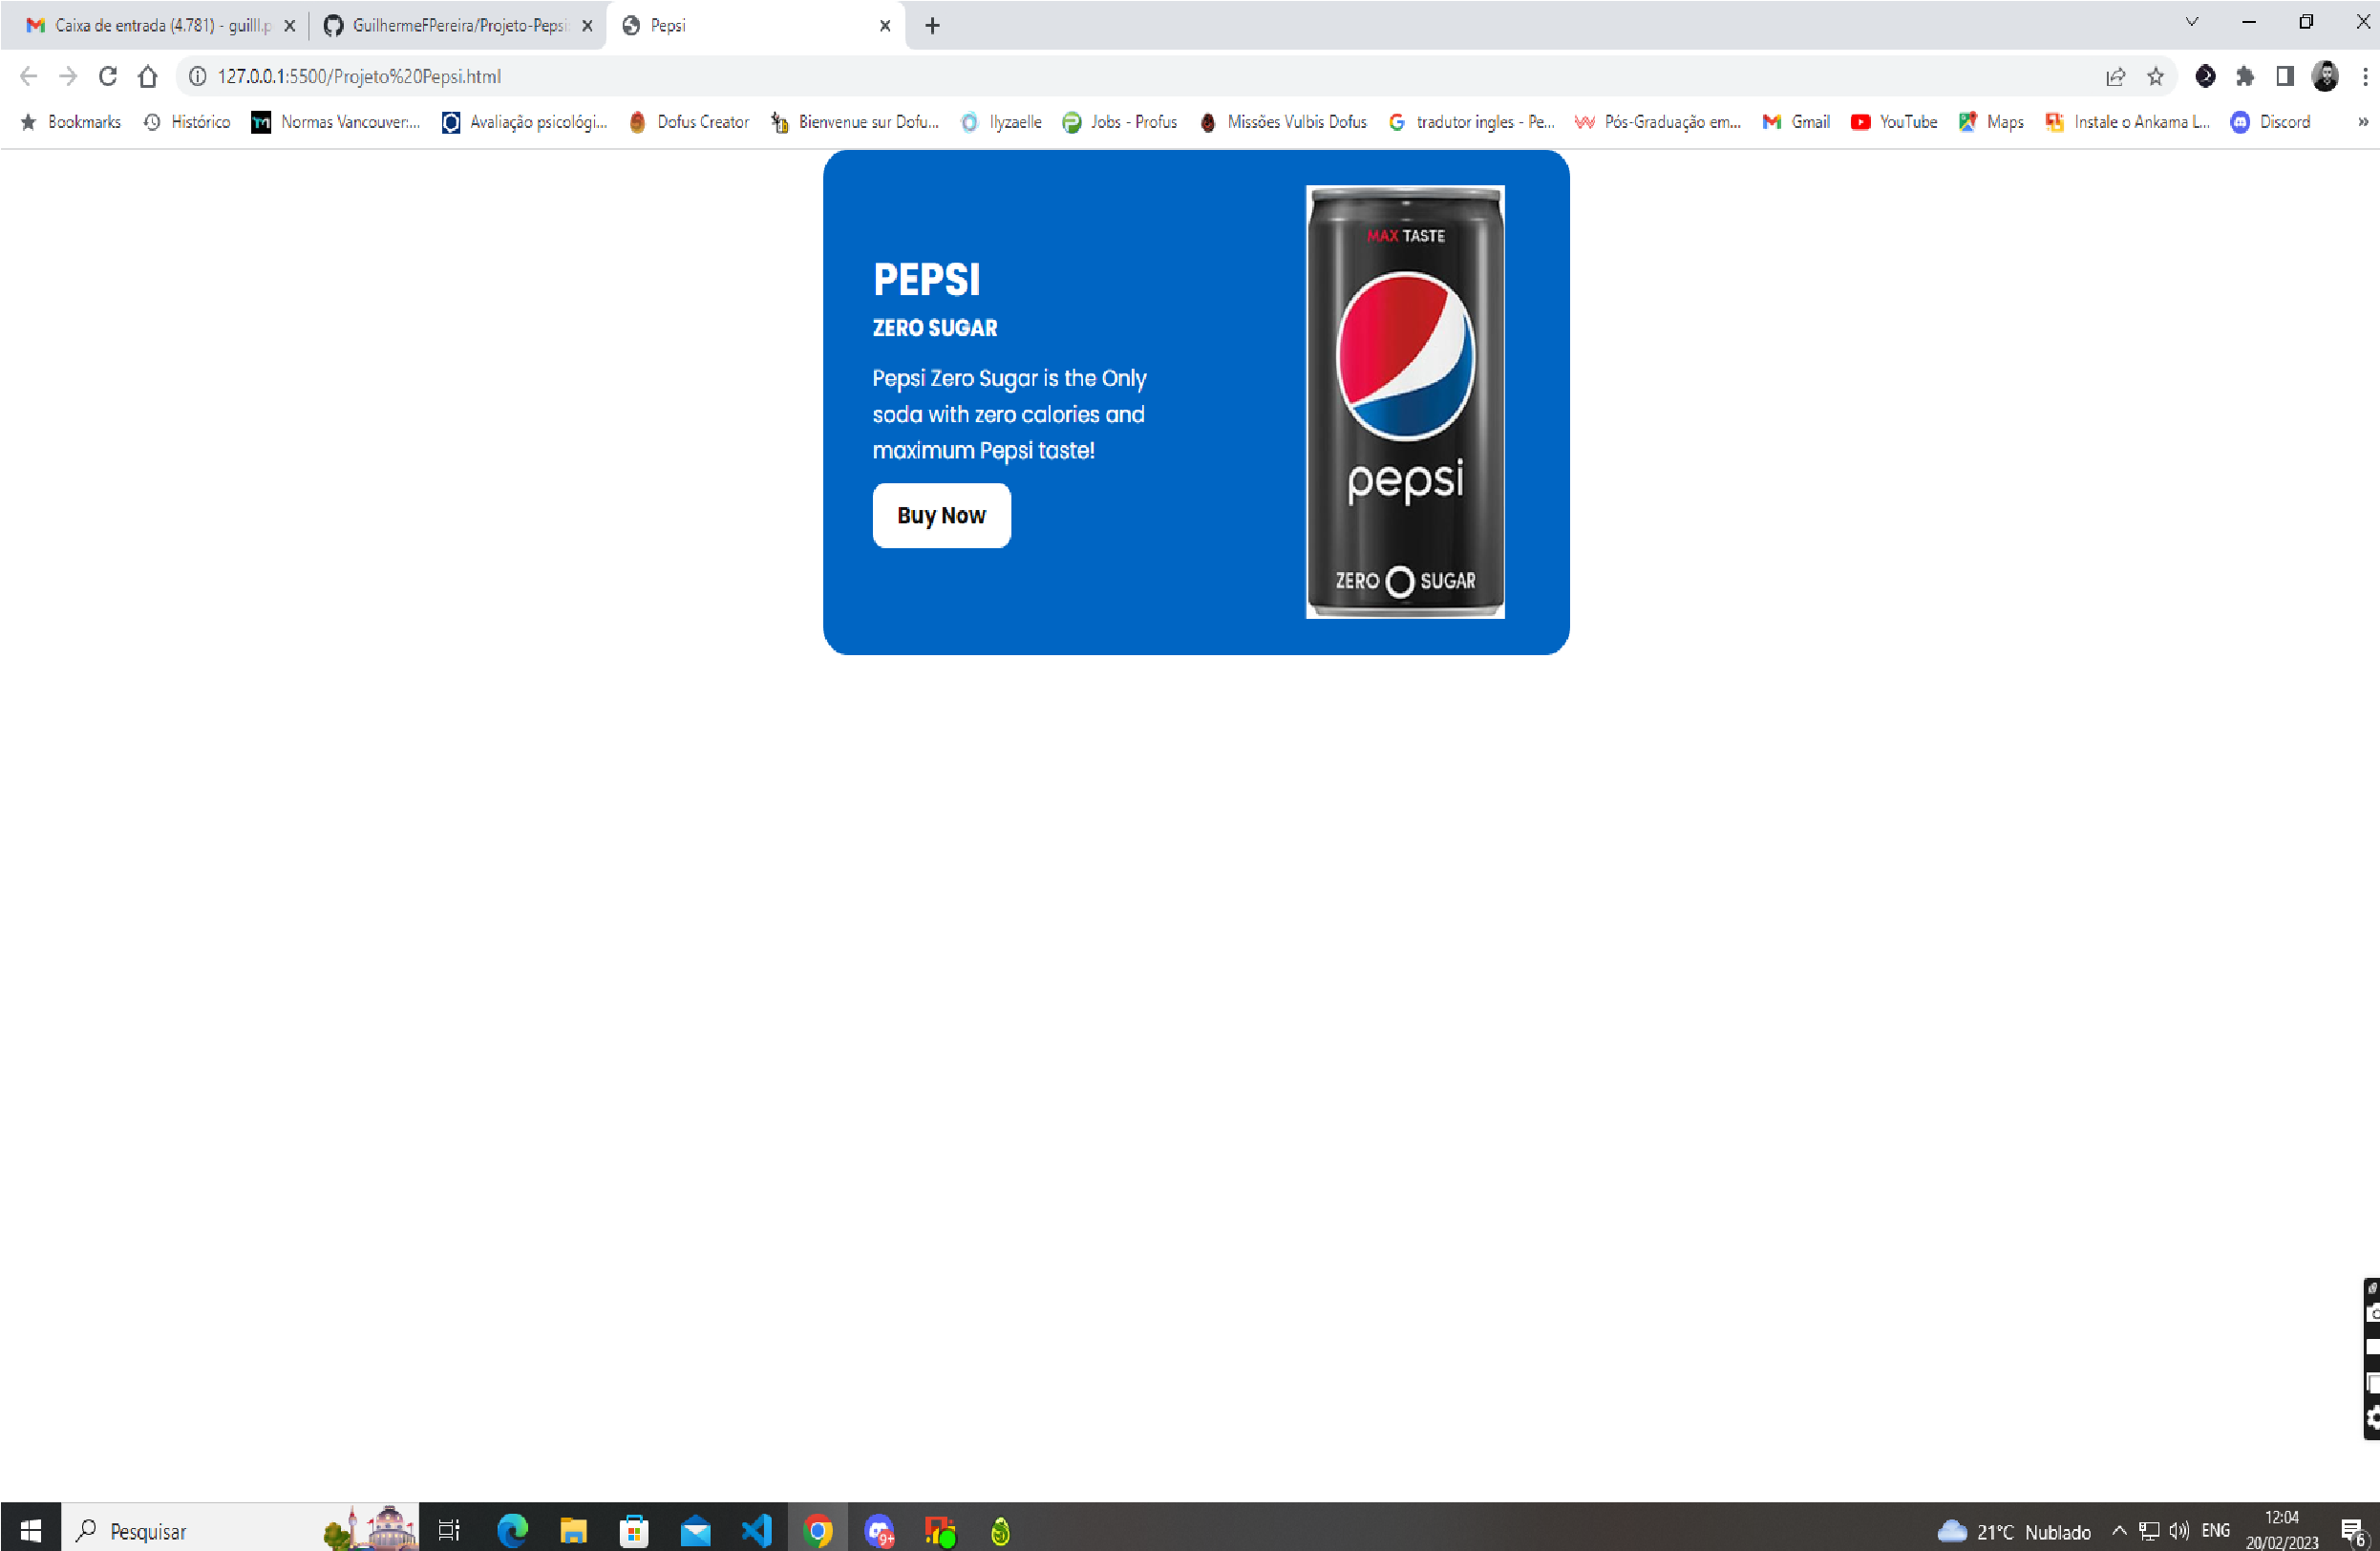 Caixa de entrada (4.781) - guilll.p
GuilhermeFPereira/Projeto-Pepsi
Pepsi
127.0.0.1:5500/Projeto%20Pepsi.html
Bookmarks
Histórico
Normas Vancouver:...
Avaliação psicológi...
Dofus Creator
Bienvenue sur Dofu...
Ilyzaelle
Jobs - Profus
Missões Vulbis Dofus
tradutor ingles - Pe...
Pós-Graduação em...
Gmail
YouTube
Maps
Instale o Ankama L...
Discord
»
PEPSI
ZERO SUGAR
Pepsi Zero Sugar is the Only
soda with zero calories and
maximum Pepsi taste!
Buy Now
MAX TASTE
pepsi
ZERO SUGAR
Pesquisar
9+
21°C Nublado
ENG
12:04
20/02/2023
6